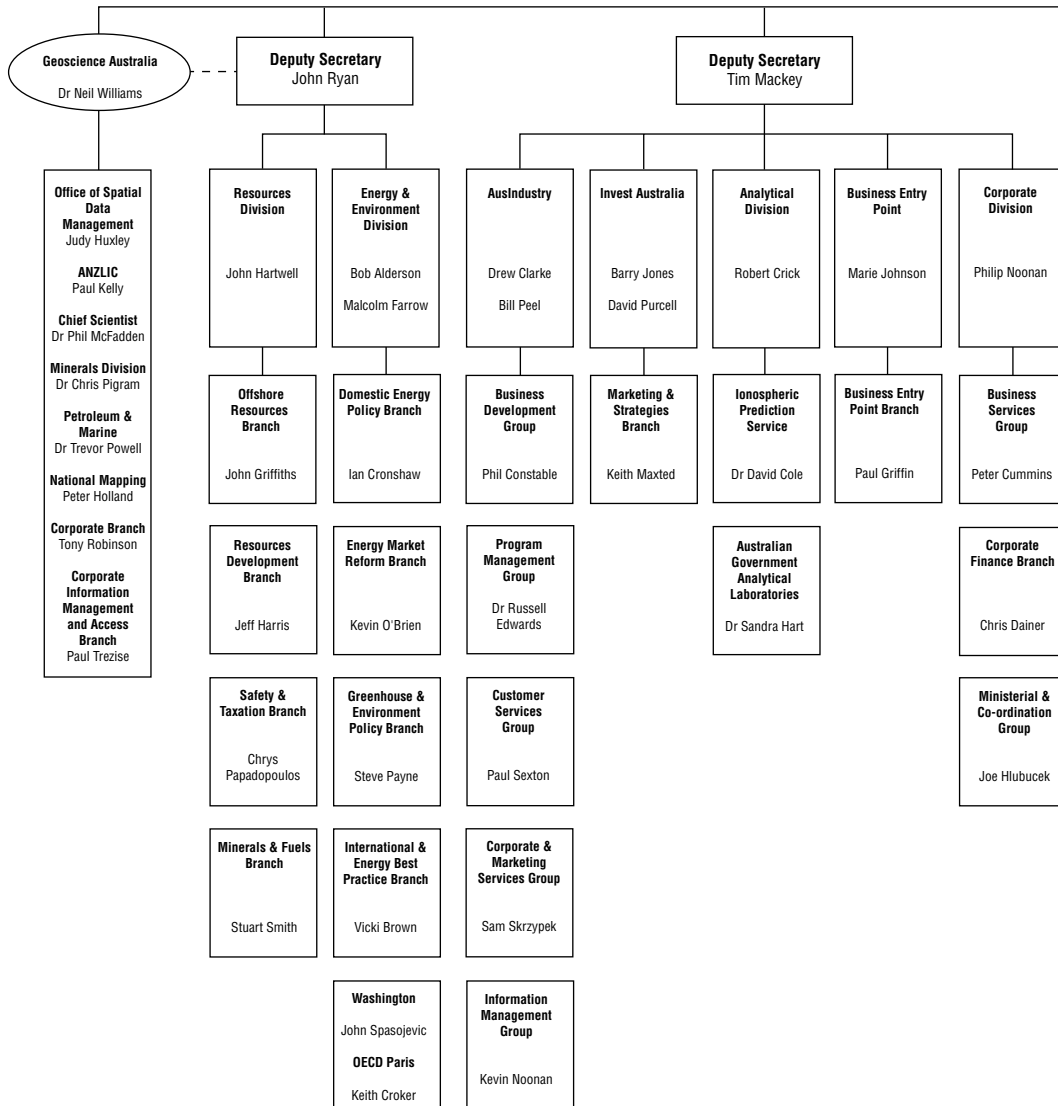 Geoscience Australia
Dr Neil Williams
Deputy Secretary
John Ryan
Deputy Secretary
Tim Mackey
Office of Spatial
Data
Management
Judy Huxley
ANZLIC
Paul Kelly
Chief Scientist
Dr Phil McFadden
Minerals Division
Dr Chris Pigram
Petroleum &
Marine
Dr Trevor Powell
National Mapping
Peter Holland
Corporate Branch
Tony Robinson
Corporate
Information
Management
and Access
Branch
Paul Trezise
Resources
Division
John Hartwell
Offshore
Resources
Branch
John Griffiths
Resources
Development
Branch
Jeff Harris
Safety &
Taxation Branch
Chrys
Papadopoulos
Minerals & Fuels
Branch
Stuart Smith
Energy &
Environment
Division
Bob Alderson
Malcolm Farrow
Domestic Energy
Policy Branch
Ian Cronshaw
Energy Market
Reform Branch
Kevin O'Brien
Greenhouse &
Environment
Policy Branch
Steve Payne
International &
Energy Best
Practice Branch
Vicki Brown
Washington
John Spasojevic
OECD Paris
Keith Croker
AusIndustry
Drew Clarke
Bill Peel
Business
Development
Group
Phil Constable
Program
Management
Group
Dr Russell
Edwards
Customer
Services
Group
Paul Sexton
Corporate &
Marketing
Services Group
Sam Skrzypek
Information
Management
Group
Kevin Noonan
Invest Australia
Barry Jones
David Purcell
Marketing &
Strategies
Branch
Keith Maxted
Analytical
Division
Robert Crick
Ionospheric
Prediction
Service
Dr David Cole
Australian
Government
Analytical
Laboratories
Dr Sandra Hart
Business Entry
Point
Marie Johnson
Business Entry
Point Branch
Paul Griffin
Corporate
Division
Philip Noonan
Business
Services
Group
Peter Cummins
Corporate
Finance Branch
Chris Dainer
Ministerial &
Co-ordination
Group
Joe Hlubucek